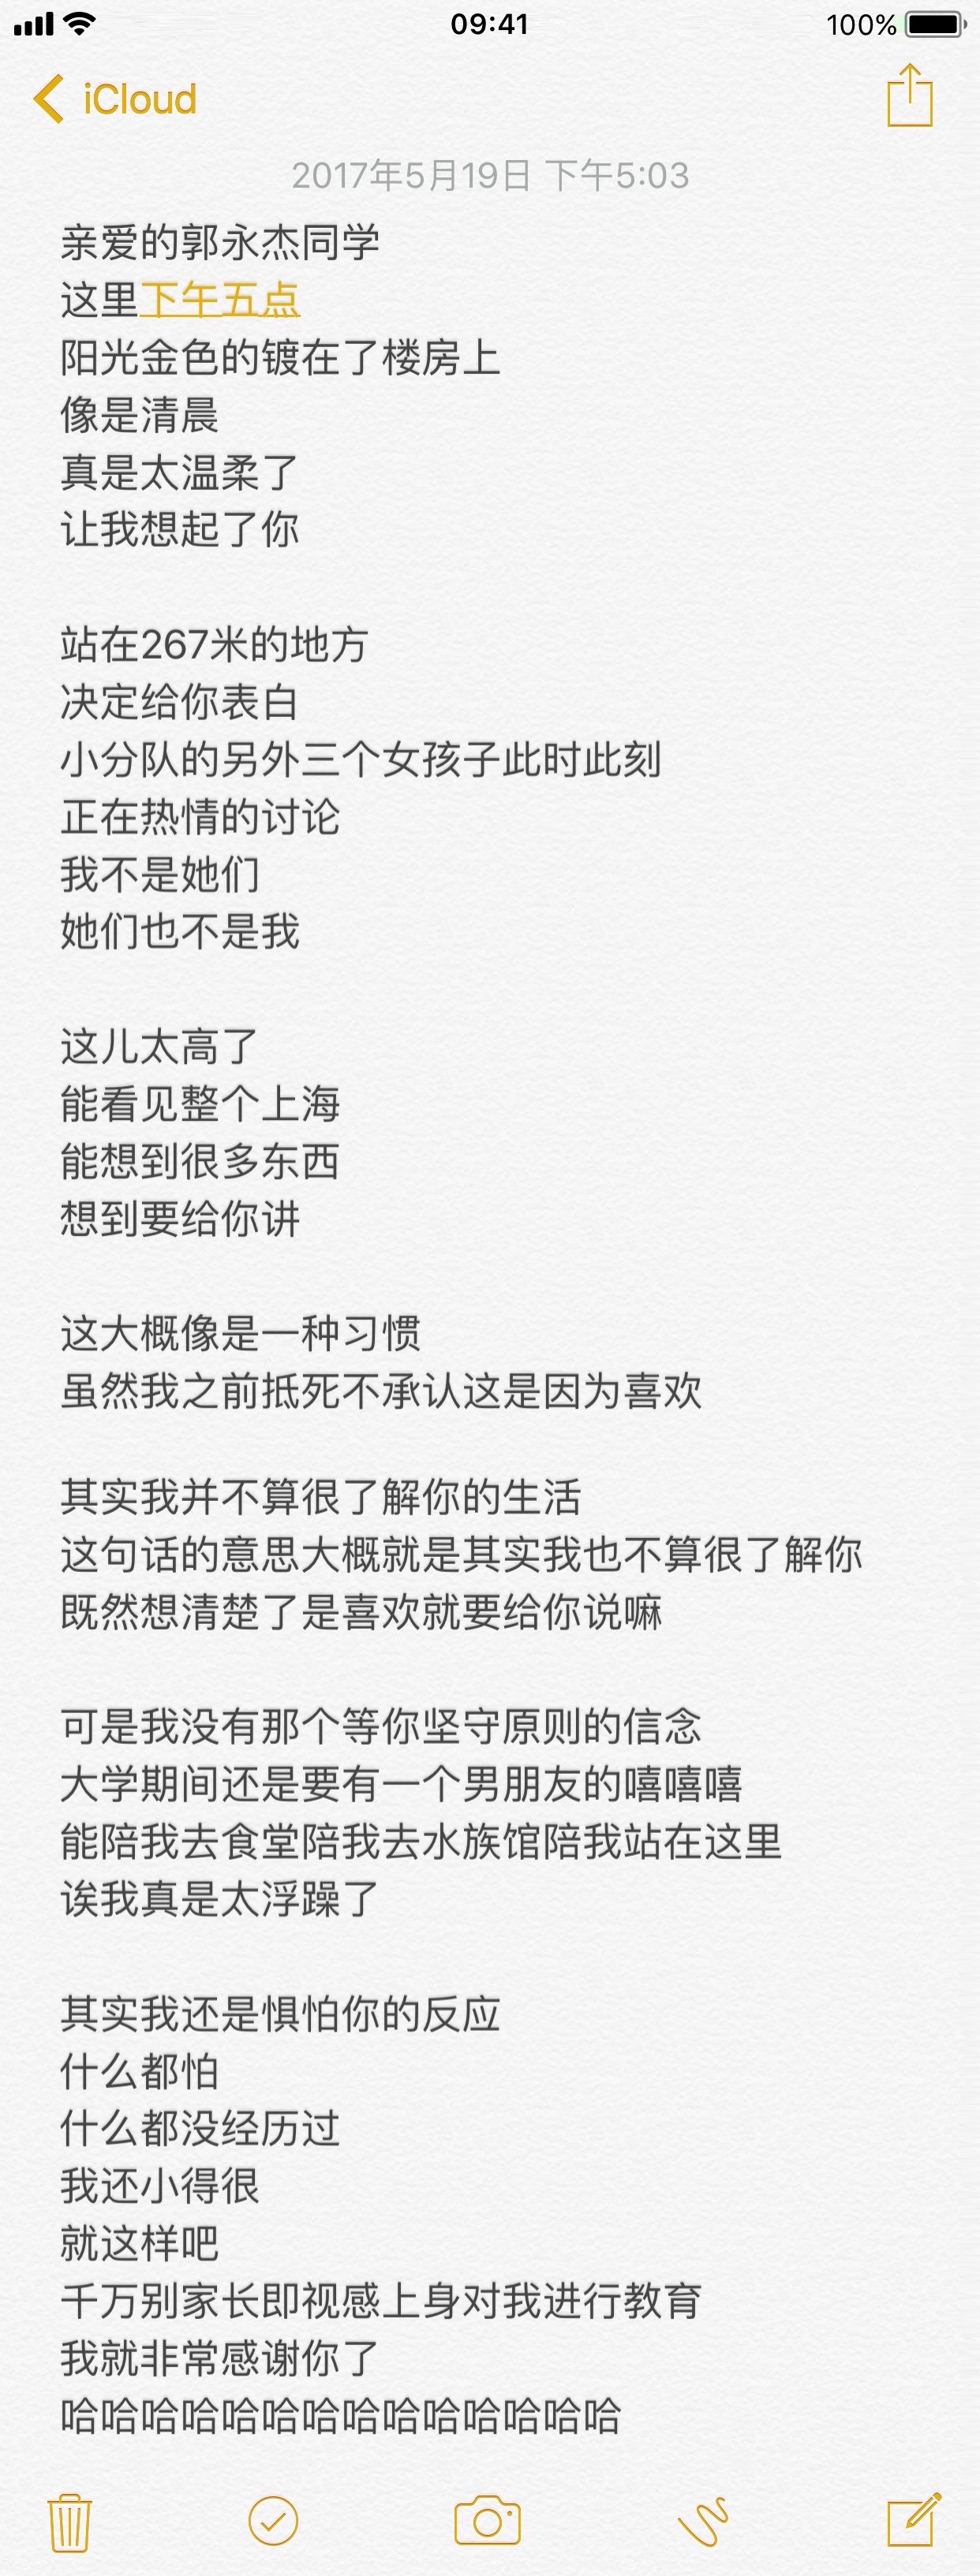 09:41
100%
iCloud
2017年5月19日 下午5:03
亲爱的郭永杰同学
这里下午五点
阳光金色的镀在了楼房上
像是清晨
真是太温柔了
让我想起了你
站在267米的地方
决定给你表白
小分队的另外三个女孩子此时此刻
正在热情的讨论
我不是她们
她们也不是我
这儿太高了
能看见整个上海
能想到很多东西
想到要给你讲
这大概像是一种习惯
虽然我之前抵死不承认这是因为喜欢
其实我并不算很了解你的生活
这句话的意思大概就是其实我也不算很了解你
既然想清楚了是喜欢就要给你说嘛
可是我没有那个等你坚守原则的信念
大学期间还是要有一个男朋友的嘻嘻嘻
能陪我去食堂陪我去水族馆陪我站在这里
诶我真是太浮躁了
其实我还是惧怕你的反应
什么都怕
什么都没经历过
我还小得很
就这样吧
千万别家长即视感上身对我进行教育
我就非常感谢你了
哈哈哈哈哈哈哈哈哈哈哈哈哈哈